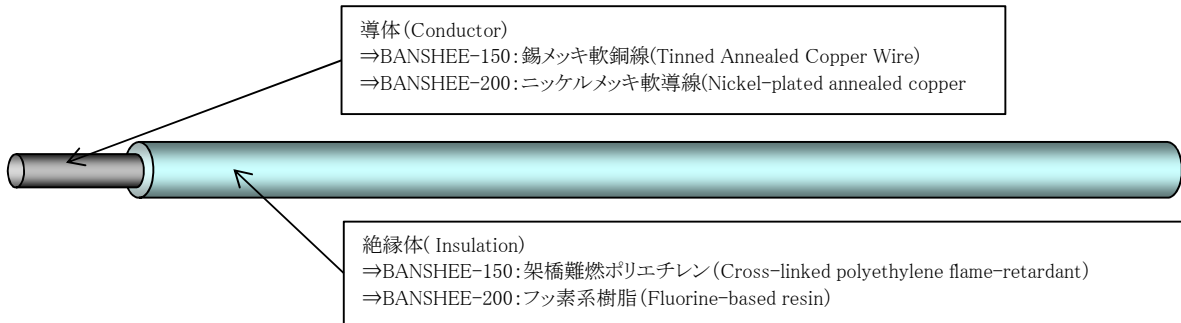 導体(Conductor)
⇒BANSHEE-150:錫メッキ軟銅線(Tinned Annealed Copper Wire)
⇒BANSHEE-200:ニッケルメッキ軟導線(Nickel-plated annealed copper
絶縁体( Insulation)
⇒BANSHEE-150:架橋難燃ポリエチレン(Cross-linked polyethylene flame-retardant)
⇒BANSHEE-200:フッ素系樹脂(Fluorine-based resin)